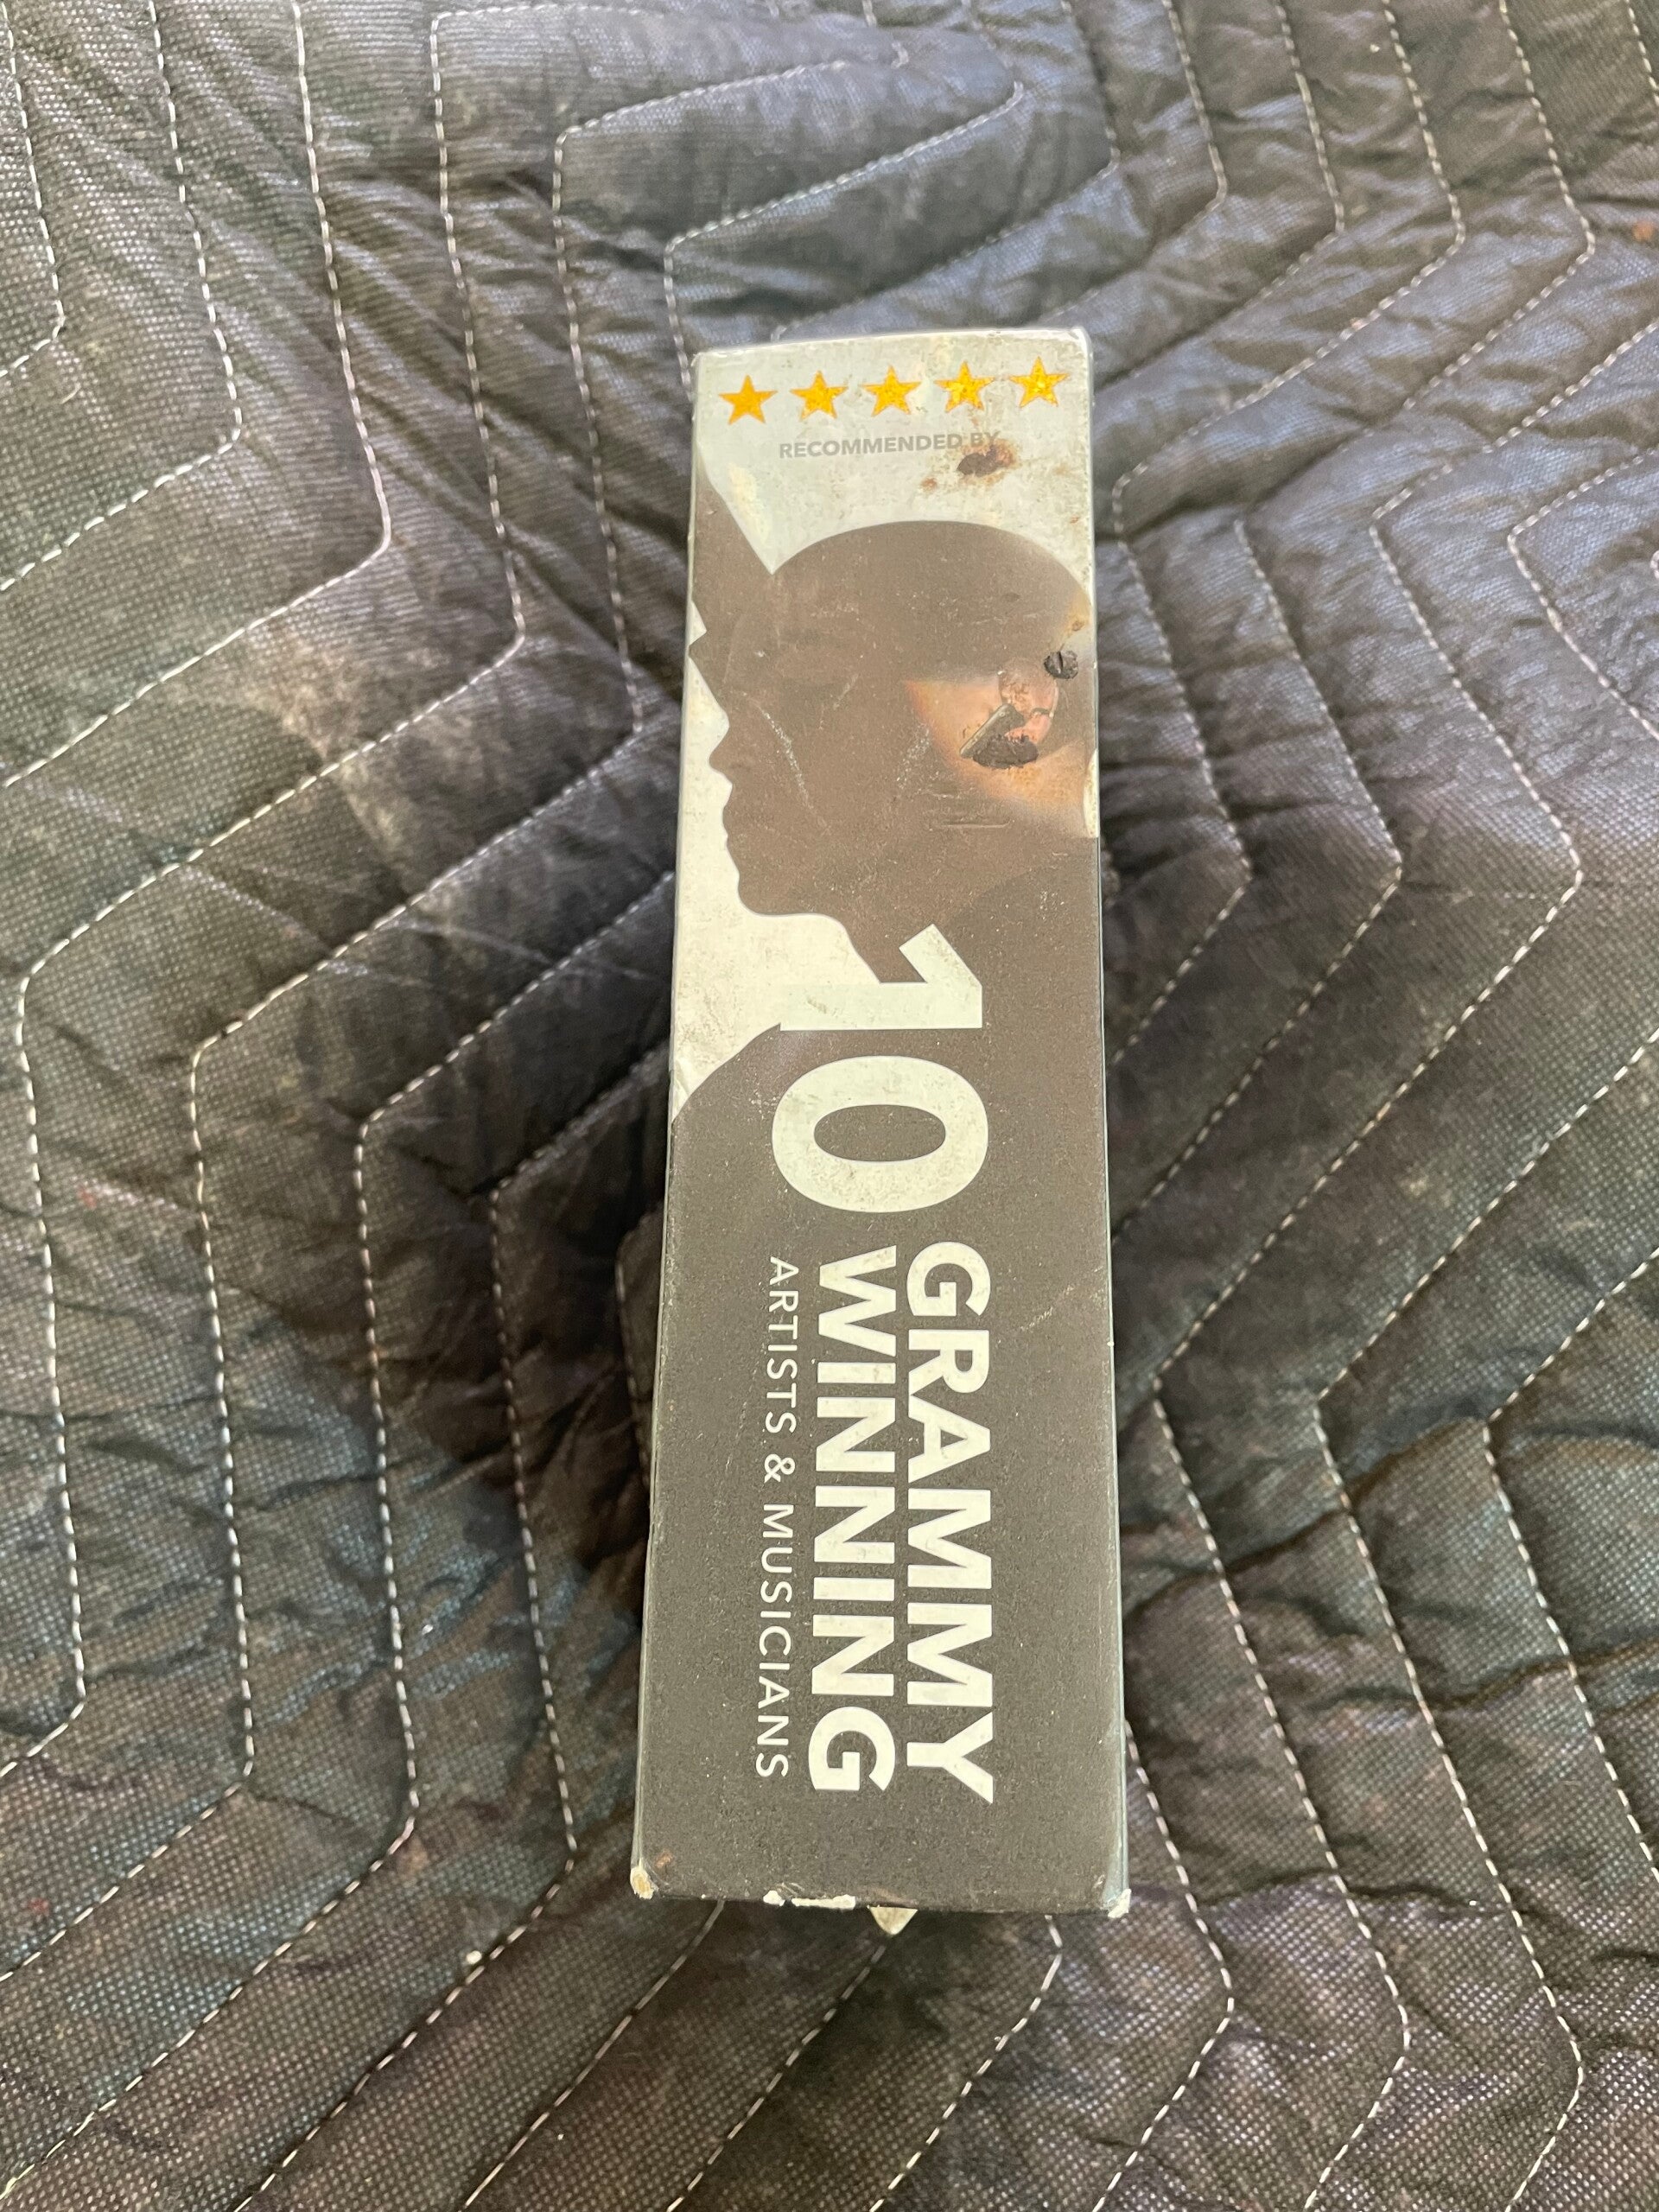 RECOMMENDED BY
10 GRAMMY
WINNING
ARTISTS & MUSICIANS